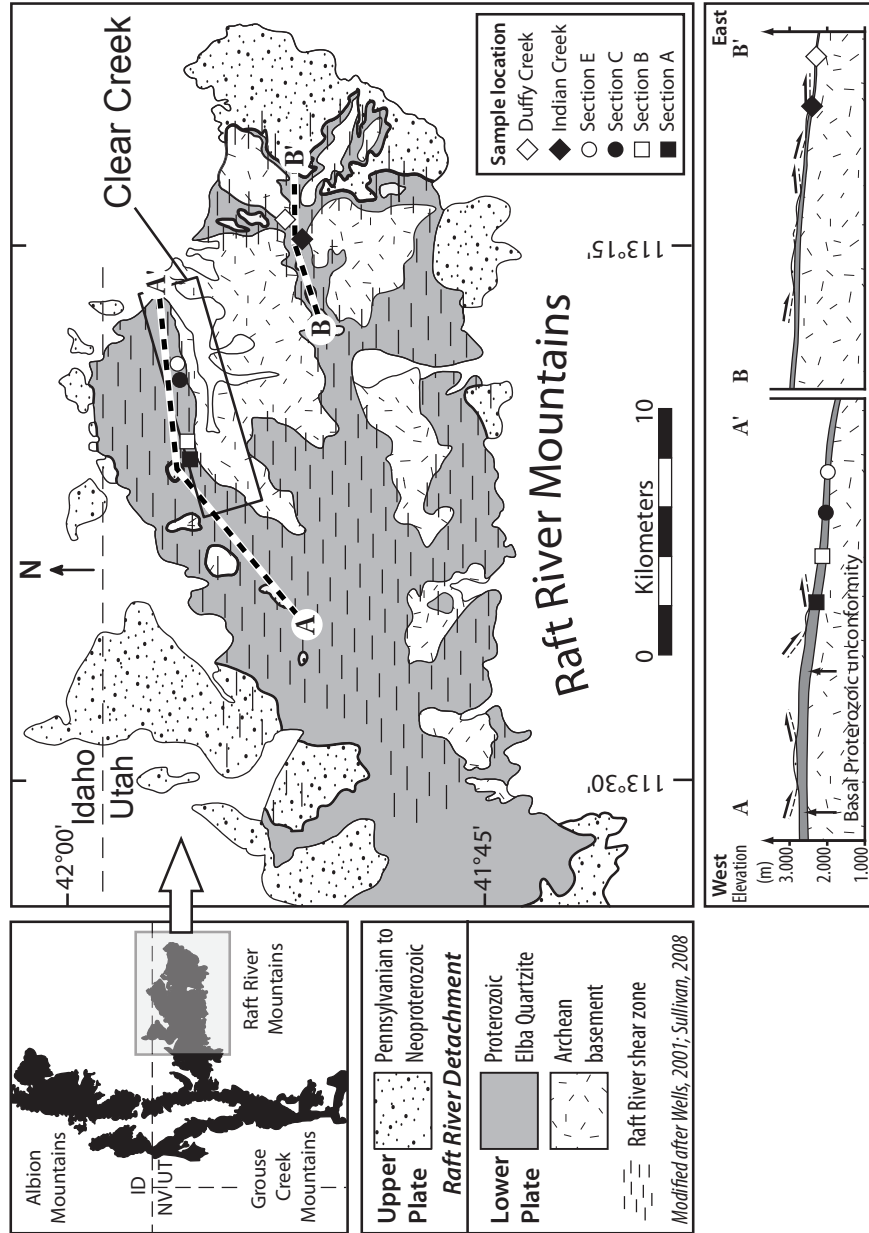 Albion
Mountains
ID
NV
UT
Grouse
Creek
Mountains
Raft River
Mountains
Upper
Plate
Pennsylvanian to
Neoproterozoic
Raft River Detachment
Lower
Plate
Proterozoic
Elba Quartzite
Archean
basement
Raft River shear zone
Modified after Wells, 2001; Sullivan, 2008
42°00'
Idaho
Utah
41°45'
113°30'
113°15'
N
Clear Creek
A
A'
B
B'
Raft River Mountains
0
10
Kilometers
Sample location
Duffy Creek
Indian Creek
Section E
Section C
Section B
Section A
West
Elevation
(m)
3.000
2.000
1.000
A
A'
B
B'
East
Basal Proterozoic unconformity